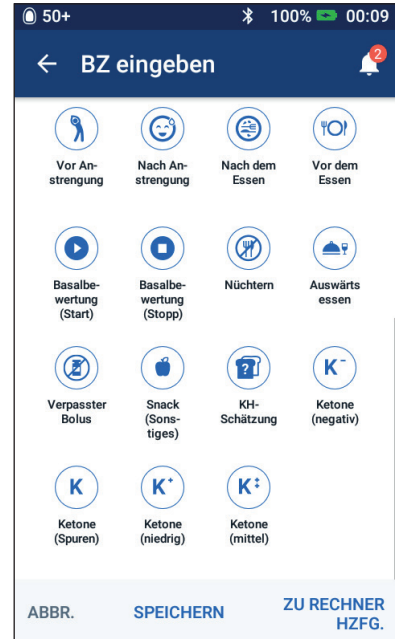 50+ 100% 00:09
BZ eingeben 2
Vor An-
strengung
Nach An-
strengung
Nach dem
Essen
Vor dem
Essen
Basalbe-
wertung
(Start)
Basalbe-
wertung
(Stopp)
Nüchtern
Auswärts
essen
?
K-
Verpasster
Bolus
Snack
(Sons-
tiges)
KH-
Schätzung
Ketone
(negativ)
K
K+
K‡
Ketone
(Spuren)
Ketone
(niedrig)
Ketone
(mittel)
ABBR.
SPEICHERN
ZU RECHNER
HZFG.